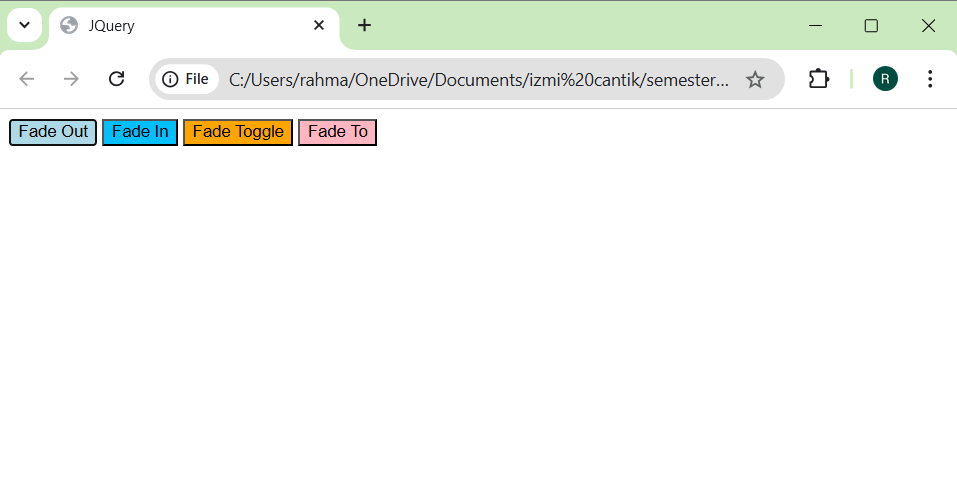 JQuery
File C:/Users/rahma/OneDrive/Documents/izmi%20cantik/semester... R
Fade Out Fade In Fade Toggle Fade To